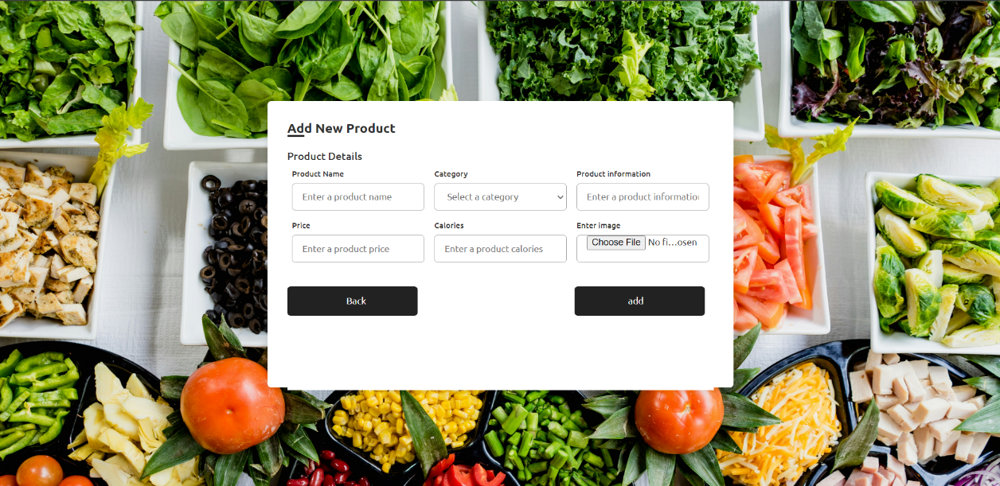 Add New Product
Product Details
Product Name Category Product information
Enter a product name Select a category Enter a product information
Price Calories Enter image
Enter a product price Enter a product calories Choose File No fi...osen
Back add